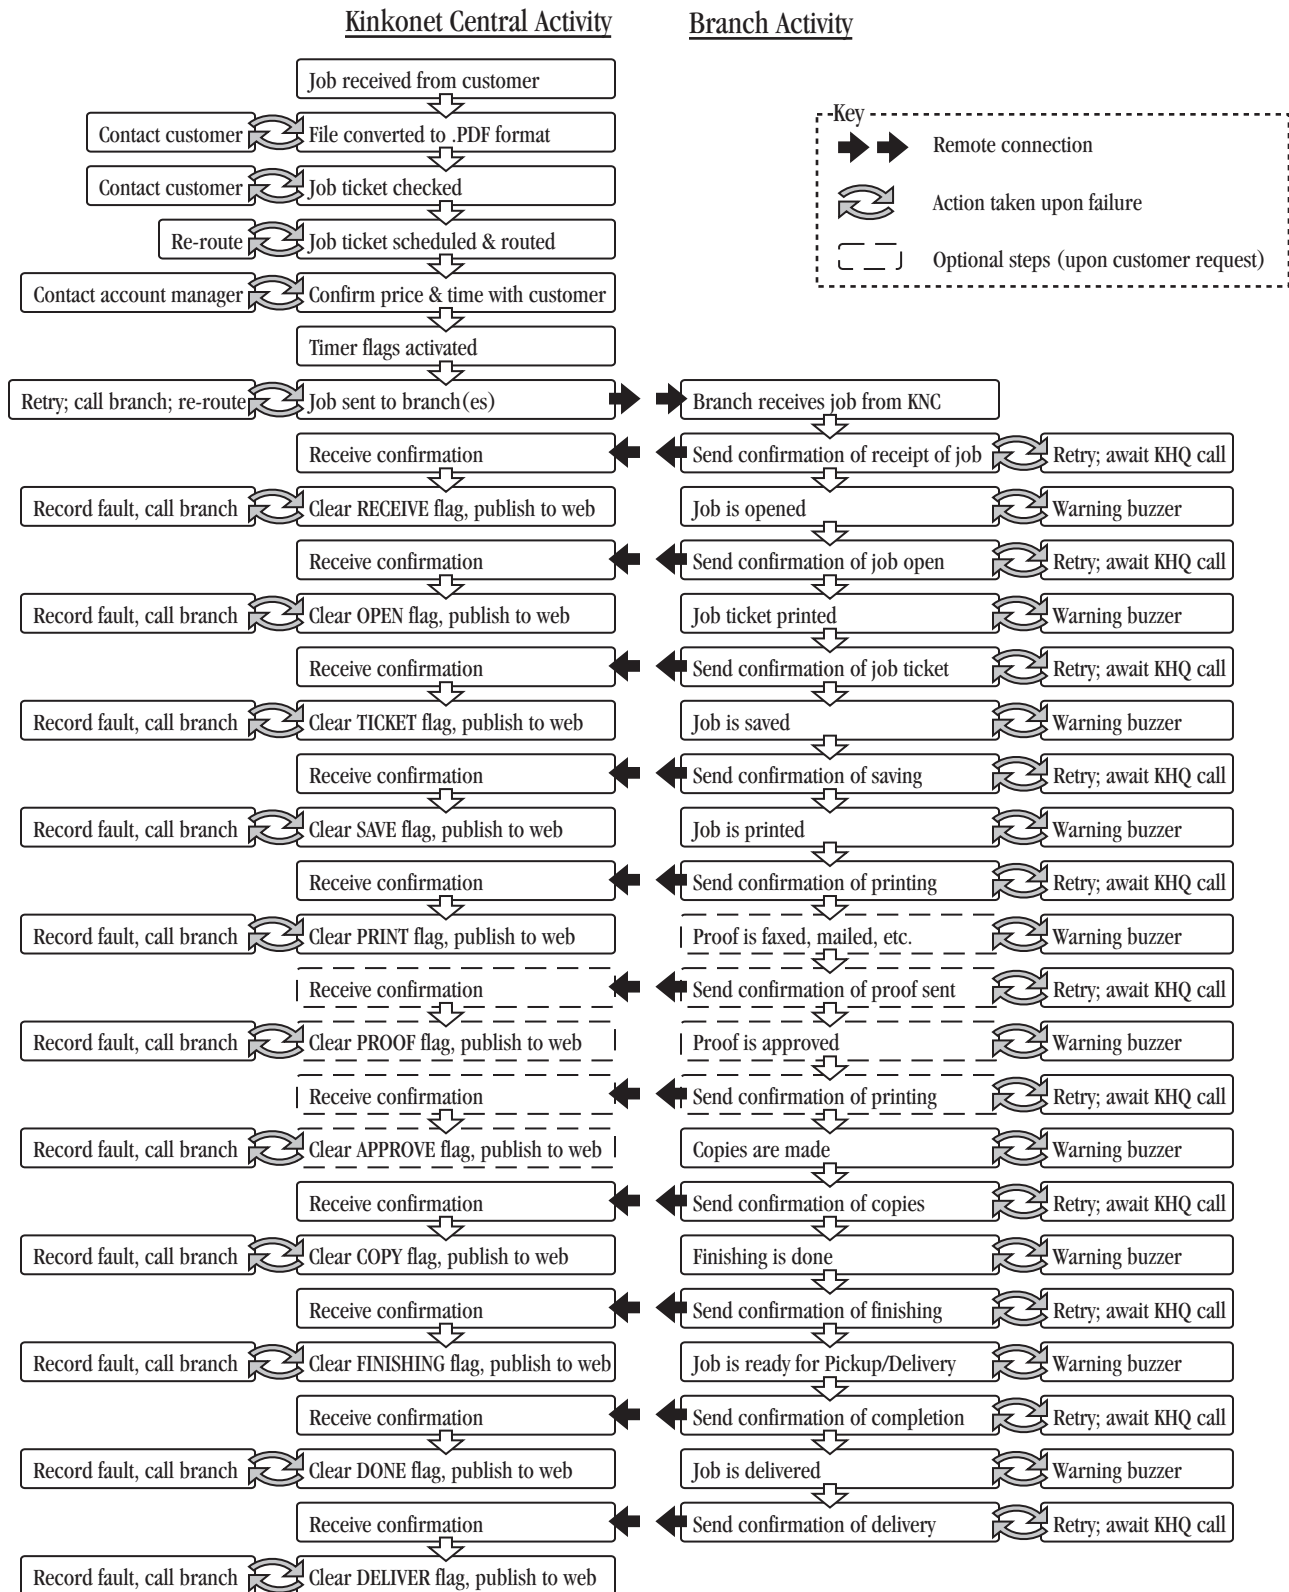 Kinkonet Central Activity
Branch Activity
Job received from customer
Key
Remote connection
Action taken upon failure
Optional steps (upon customer request)
Contact customer
File converted to .PDF format
Contact customer
Job ticket checked
Re-route
Job ticket scheduled & routed
Contact account manager
Confirm price & time with customer
Timer flags activated
Retry; call branch; re-route
Job sent to branch(es)
Branch receives job from KNC
Receive confirmation
Send confirmation of receipt of job
Retry; await KHQ call
Record fault, call branch
Clear RECEIVE flag, publish to web
Job is opened
Warning buzzer
Receive confirmation
Send confirmation of job open
Retry; await KHQ call
Record fault, call branch
Clear OPEN flag, publish to web
Job ticket printed
Warning buzzer
Receive confirmation
Send confirmation of job ticket
Retry; await KHQ call
Record fault, call branch
Clear TICKET flag, publish to web
Job is saved
Warning buzzer
Receive confirmation
Send confirmation of saving
Retry; await KHQ call
Record fault, call branch
Clear SAVE flag, publish to web
Job is printed
Warning buzzer
Receive confirmation
Send confirmation of printing
Retry; await KHQ call
Record fault, call branch
Clear PRINT flag, publish to web
Proof is faxed, mailed, etc.
Warning buzzer
Receive confirmation
Send confirmation of proof sent
Retry; await KHQ call
Record fault, call branch
Clear PROOF flag, publish to web
Proof is approved
Warning buzzer
Receive confirmation
Send confirmation of printing
Retry; await KHQ call
Record fault, call branch
Clear APPROVE flag, publish to web
Copies are made
Warning buzzer
Receive confirmation
Send confirmation of copies
Retry; await KHQ call
Record fault, call branch
Clear COPY flag, publish to web
Finishing is done
Warning buzzer
Receive confirmation
Send confirmation of finishing
Retry; await KHQ call
Record fault, call branch
Clear FINISHING flag, publish to web
Job is ready for Pickup/Delivery
Warning buzzer
Receive confirmation
Send confirmation of completion
Retry; await KHQ call
Record fault, call branch
Clear DONE flag, publish to web
Job is delivered
Warning buzzer
Receive confirmation
Send confirmation of delivery
Retry; await KHQ call
Record fault, call branch
Clear DELIVER flag, publish to web